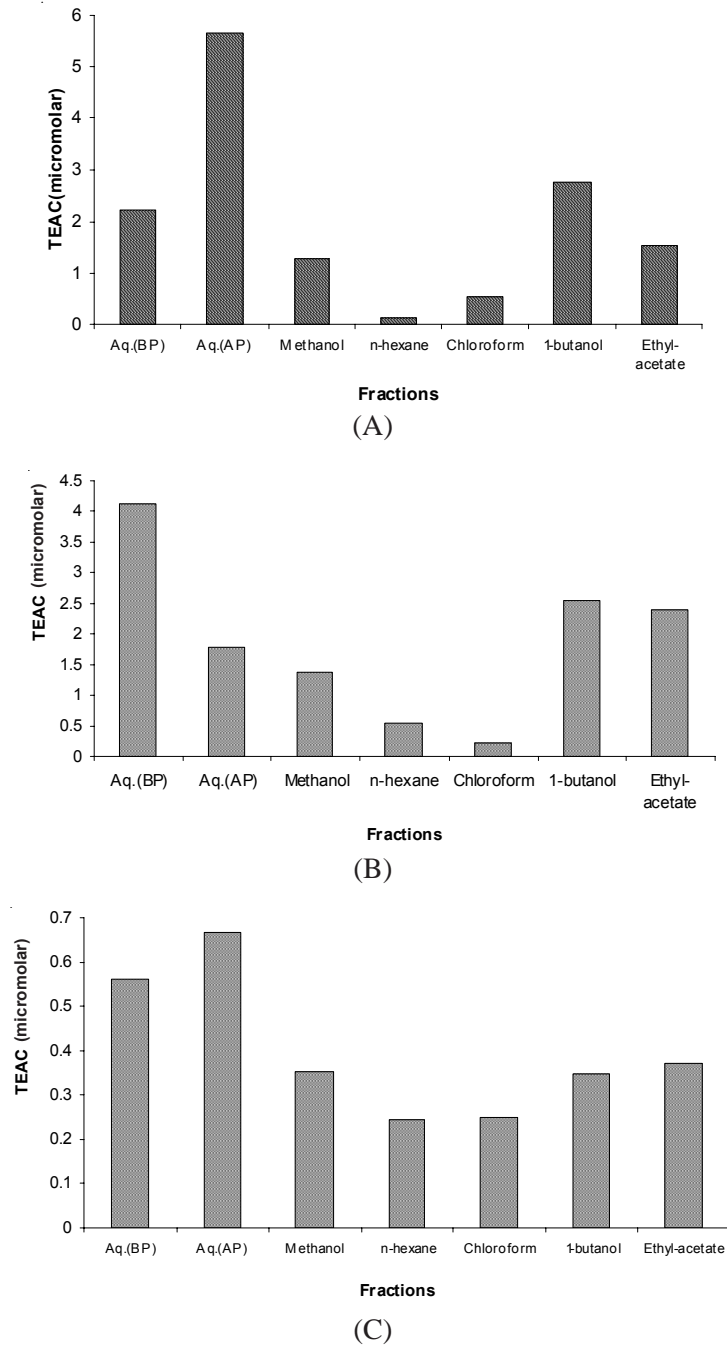 6
5
4
3
2
1
0
TEAC(micromolar)
Aq.(BP) Aq.(AP) Methanol n-hexane Chloroform 1-butanol Ethyl-
acetate
Fractions
(A)
4.5
4
3.5
3
2.5
2
1.5
1
0.5
0
TEAC (micromolar)
Aq.(BP) Aq.(AP) Methanol n-hexane Chloroform 1-butanol Ethyl-
acetate
Fractions
(B)
0.7
0.6
0.5
0.4
0.3
0.2
0.1
0
TEAC (micromolar)
Aq.(BP) Aq.(AP) Methanol n-hexane Chloroform 1-butanol Ethyl-acetate
Fractions
(C)